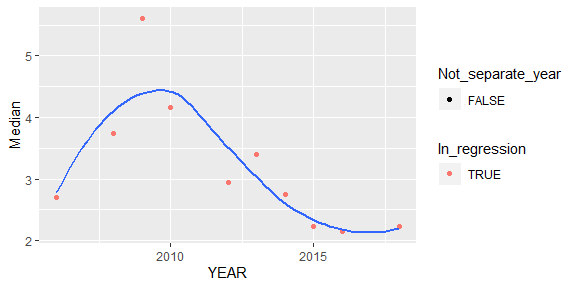 5
4
3
2
Median
2010
2015
YEAR
Not_separate_year
FALSE
In_regression
TRUE